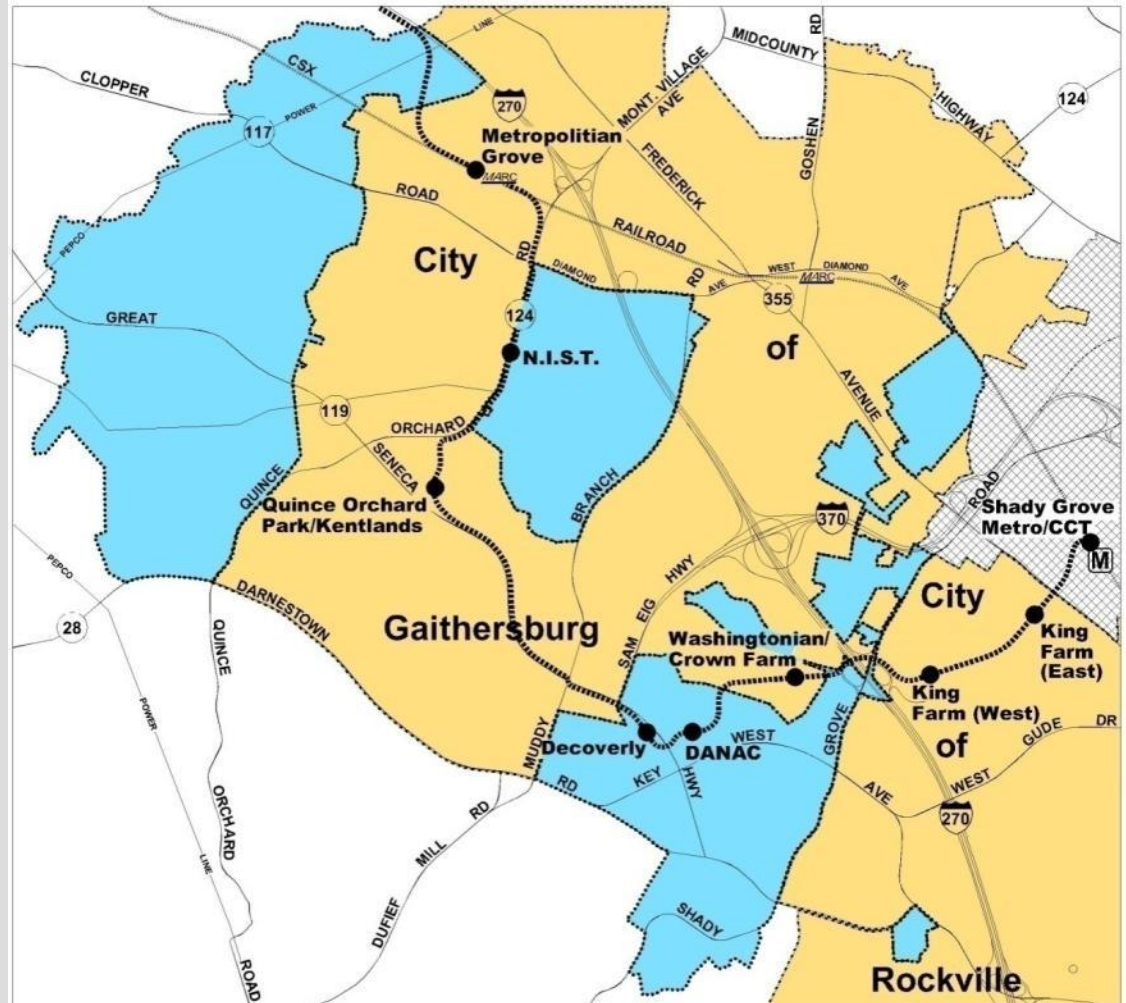 RD
MIDCOUNTY
LINE
CSX
MONT. VILLAGE
AVE
CLOPPER
270
POWER
HIGHWAY
124
117
Metropolitian
Grove
MARC
FREDERICK
GOSHEN
ROAD
RAILROAD
PEPCO
City
RD
DIAMOND
RD
AVE
WEST
DIAMOND
AVE
MARC
355
GREAT
124
of
N.I.S.T.
AVENUE
119
ORCHARD
SENECA
QUINCE
BRANCH
ROAD
Quince Orchard
Park/Kentlands
370
Shady Grove
Metro/CCT
M
PEPCO
HWY
DARNESTOWN
City
28
Gaithersburg
SAM EIG
Washingtonian/
Crown Farm
King
Farm
(East)
QUINCE
King
Farm (West)
POWER
MUDDY
Decoverly
DANAC
WEST
GROVE
of
GUDE
DR
RD
KEY
HWY
AVE
WEST
ORCHARD
RD
270
MILL
LINE
DUFIEF
SHADY
ROAD
Rockville